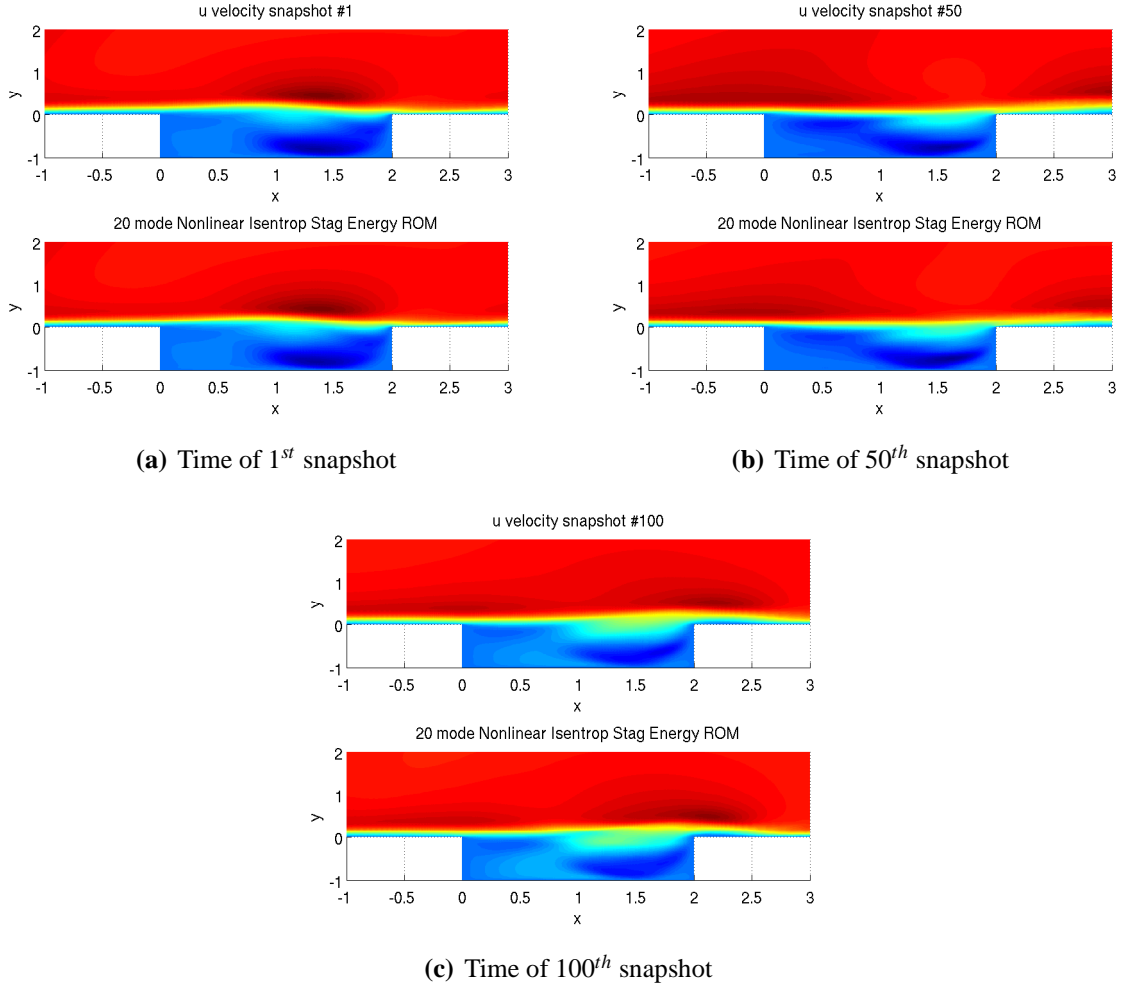 u velocity snapshot #1
2
1
0
-1
y
-1 -0.5 0 0.5 1 1.5 2 2.5 3
x
20 mode Nonlinear Isentrop Stag Energy ROM
2
1
0
-1
y
-1 -0.5 0 0.5 1 1.5 2 2.5 3
x
(a) Time of 1st snapshot
u velocity snapshot #50
2
1
0
-1
y
-1 -0.5 0 0.5 1 1.5 2 2.5 3
x
20 mode Nonlinear Isentrop Stag Energy ROM
2
1
0
-1
y
-1 -0.5 0 0.5 1 1.5 2 2.5 3
x
(b) Time of 50th snapshot
u velocity snapshot #100
2
1
0
-1
y
-1 -0.5 0 0.5 1 1.5 2 2.5 3
x
20 mode Nonlinear Isentrop Stag Energy ROM
2
1
0
-1
y
-1 -0.5 0 0.5 1 1.5 2 2.5 3
x
(c) Time of 100th snapshot